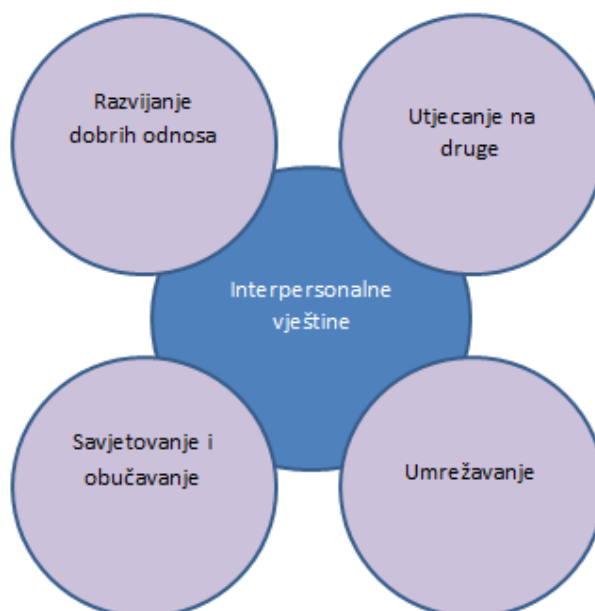 Razvijanje
dobrih odnosa
Utjecanje na
druge
Interpersonalne
vještine
Savjetovanje i
obučavanje
Umrežavanje